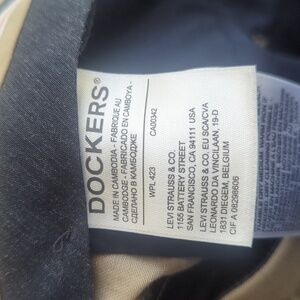 DOCKERS®
MADE IN CAMBODIA - FABRIQUE AU
CAMBODGE - FABRICADO EN CAMBOYA -
СДЕЛАНО В КАМБОДЖЕ
WPL 423 CA00342
LEVI STRAUSS & CO.
1155 BATTERY STREET
SAN FRANCISCO, CA 94111 USA
LEVI STRAUSS & CO. EU SCA/CVA
LEONARDO DA VINCILAAN, 19-D
1831 DIEGEM, BELGIUM
CIF A 08298606